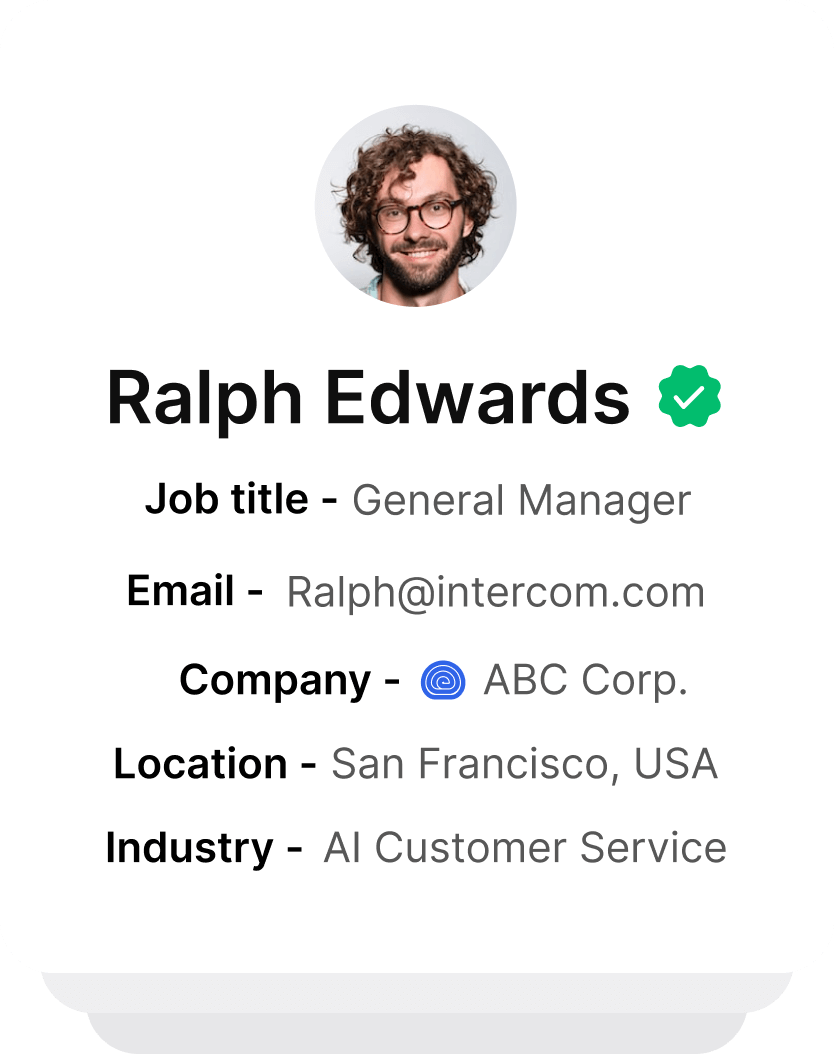 Ralph Edwards
Job title - General Manager
Email - Ralph@intercom.com
Company - ABC Corp.
Location - San Francisco, USA
Industry - AI Customer Service